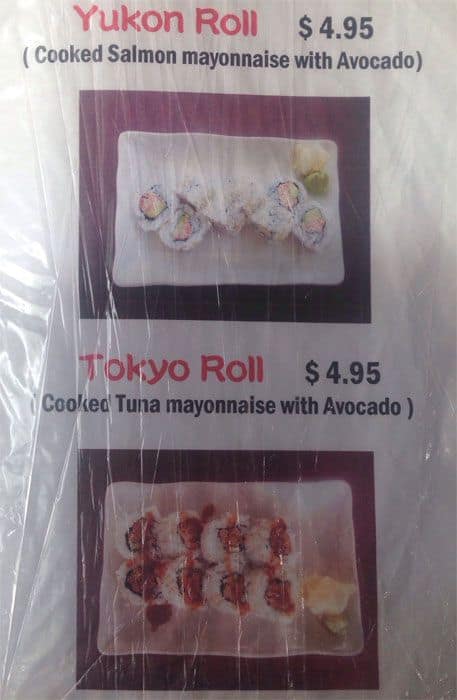 Yukon Roll $ 4.95
( Cooked Salmon mayonnaise with Avocado)
Tokyo Roll $ 4.95
( Cooked Tuna mayonnaise with Avocado )